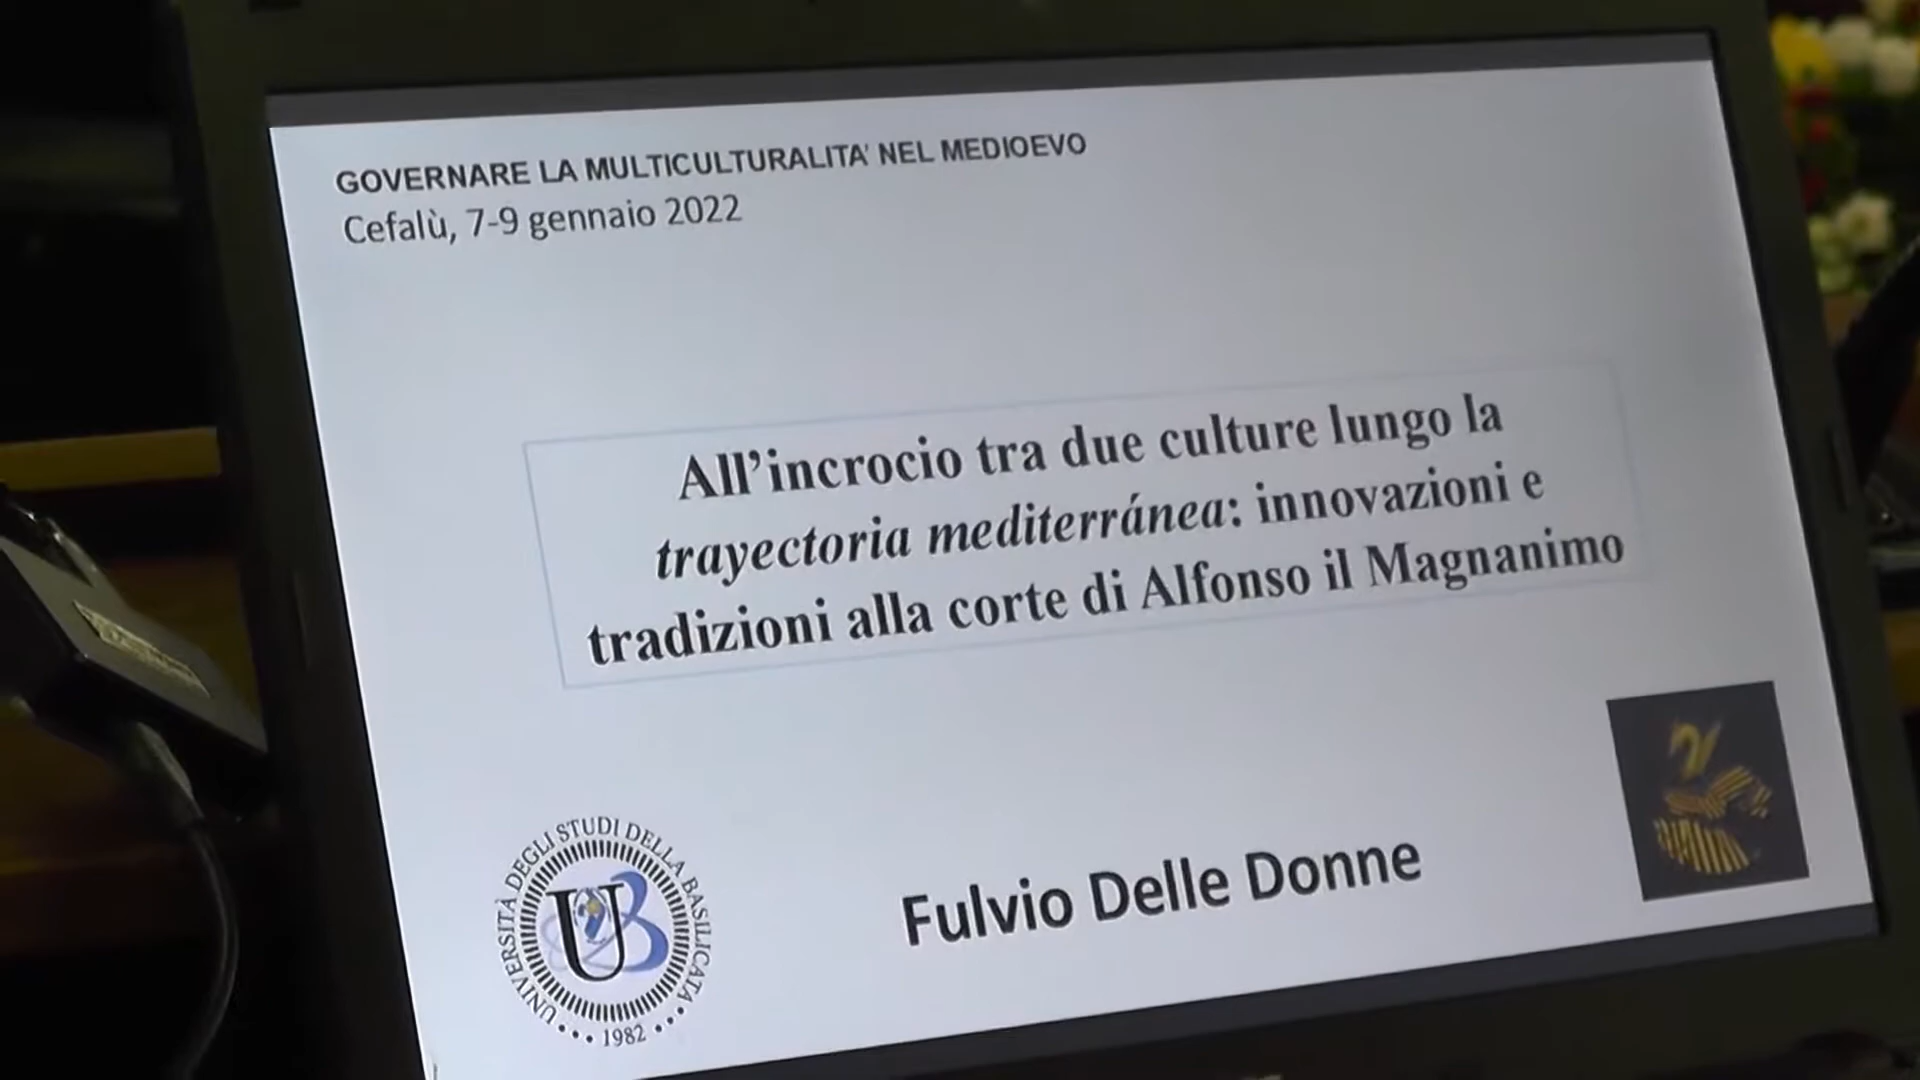 GOVERNARE LA MULTICULTURALITA' NEL MEDIOEVO
Cefalù, 7-9 gennaio 2022
All’incrocio tra due culture lungo la
trayectoria mediterránea: innovazioni e
tradizioni alla corte di Alfonso il Magnanimo
UNIVERSITÀ DEGLI STUDI DELLA BASILICATA
UB
1982
Fulvio Delle Donne